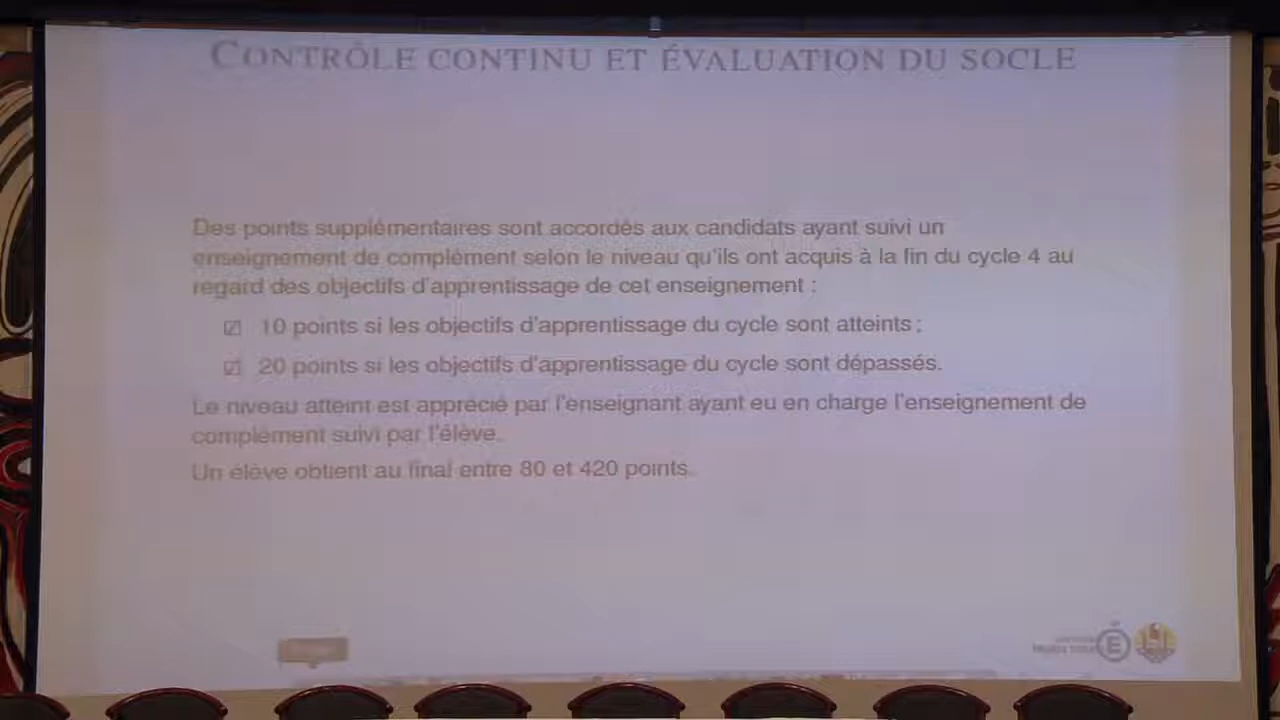 CONTRÔLE CONTINU ET ÉVALUATION DU SOCLE
Des points supplémentaires sont accordés aux candidats ayant suivi un
enseignement de complément selon le niveau qu'ils ont acquis à la fin du cycle 4 au
regard des objectifs d'apprentissage de cet enseignement :
10 points si les objectifs d'apprentissage du cycle sont atteints ;
20 points si les objectifs d'apprentissage du cycle sont dépassés.
Le niveau atteint est apprécié par l'enseignant ayant eu en charge l'enseignement de
complément suivi par l'élève.
Un élève obtient au final entre 80 et 420 points.
É